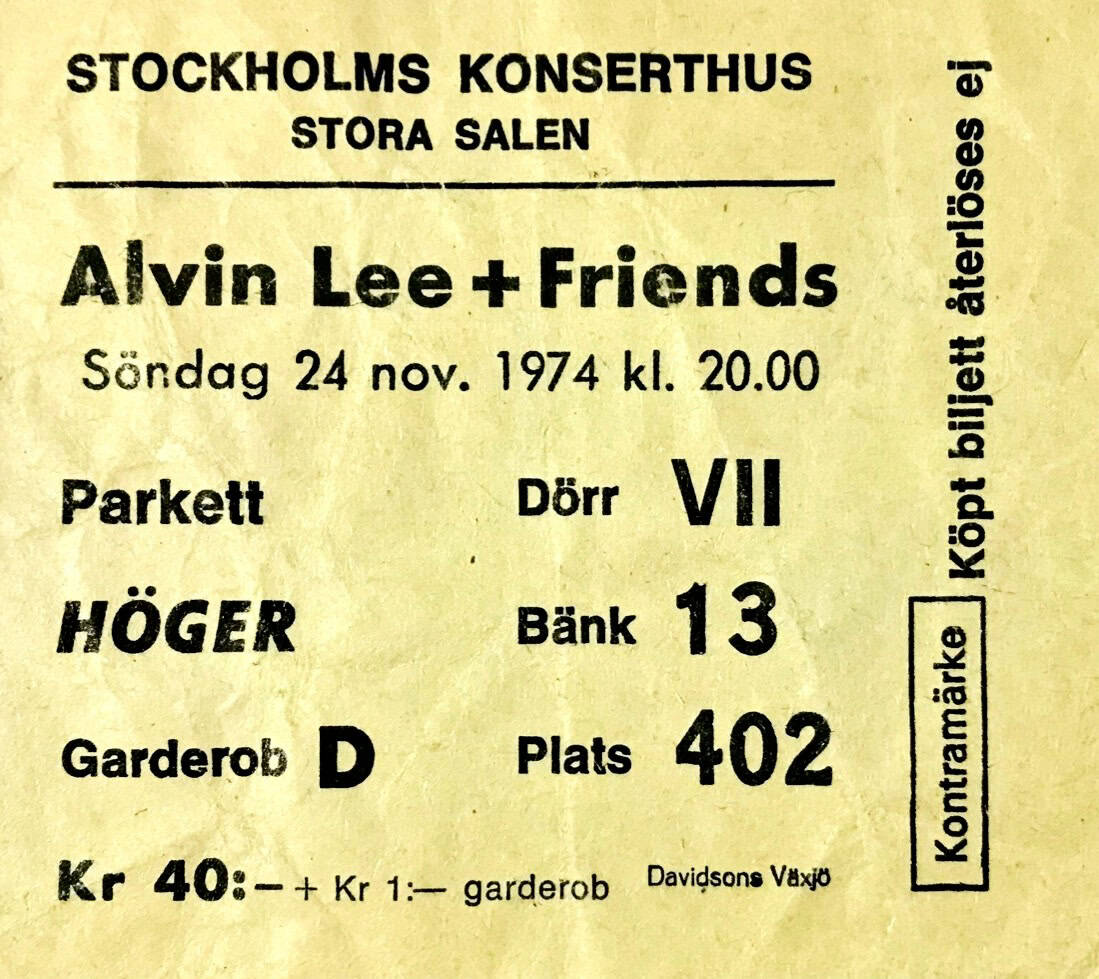 STOCKHOLMS KONSERTHUS
STORA SALEN
Alvin Lee + Friends
Söndag 24 nov. 1974 kl. 20.00
Parkett Dörr VII
HÖGER Bänk 13
Garderob D Plats 402
Kr 40:– + Kr 1:— garderob Davidsons Växjö
Kontramärke Köpt biljett återlöses ej